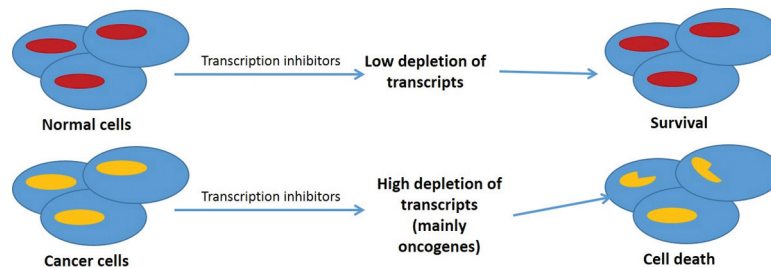 Transcription inhibitors
Low depletion of
transcripts
Normal cells
Survival
Transcription inhibitors
High depletion of
transcripts
(mainly
oncogenes)
Cancer cells
Cell death